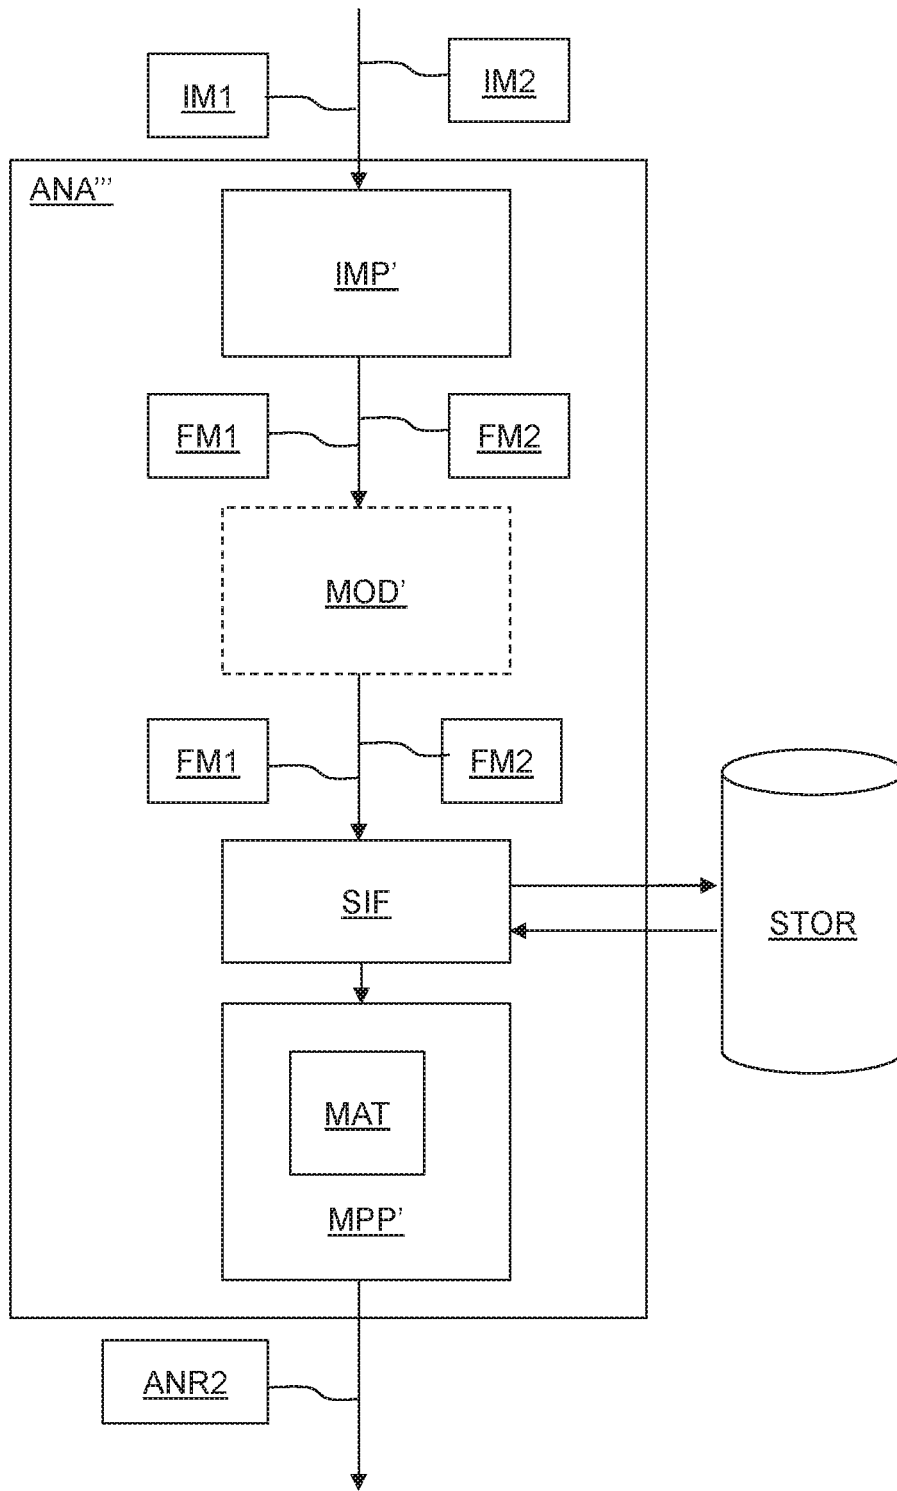 IM1
IM2
ANA'''
IMP'
FM1
FM2
MOD'
FM1
FM2
SIF
STOR
MAT
MPP'
ANR2